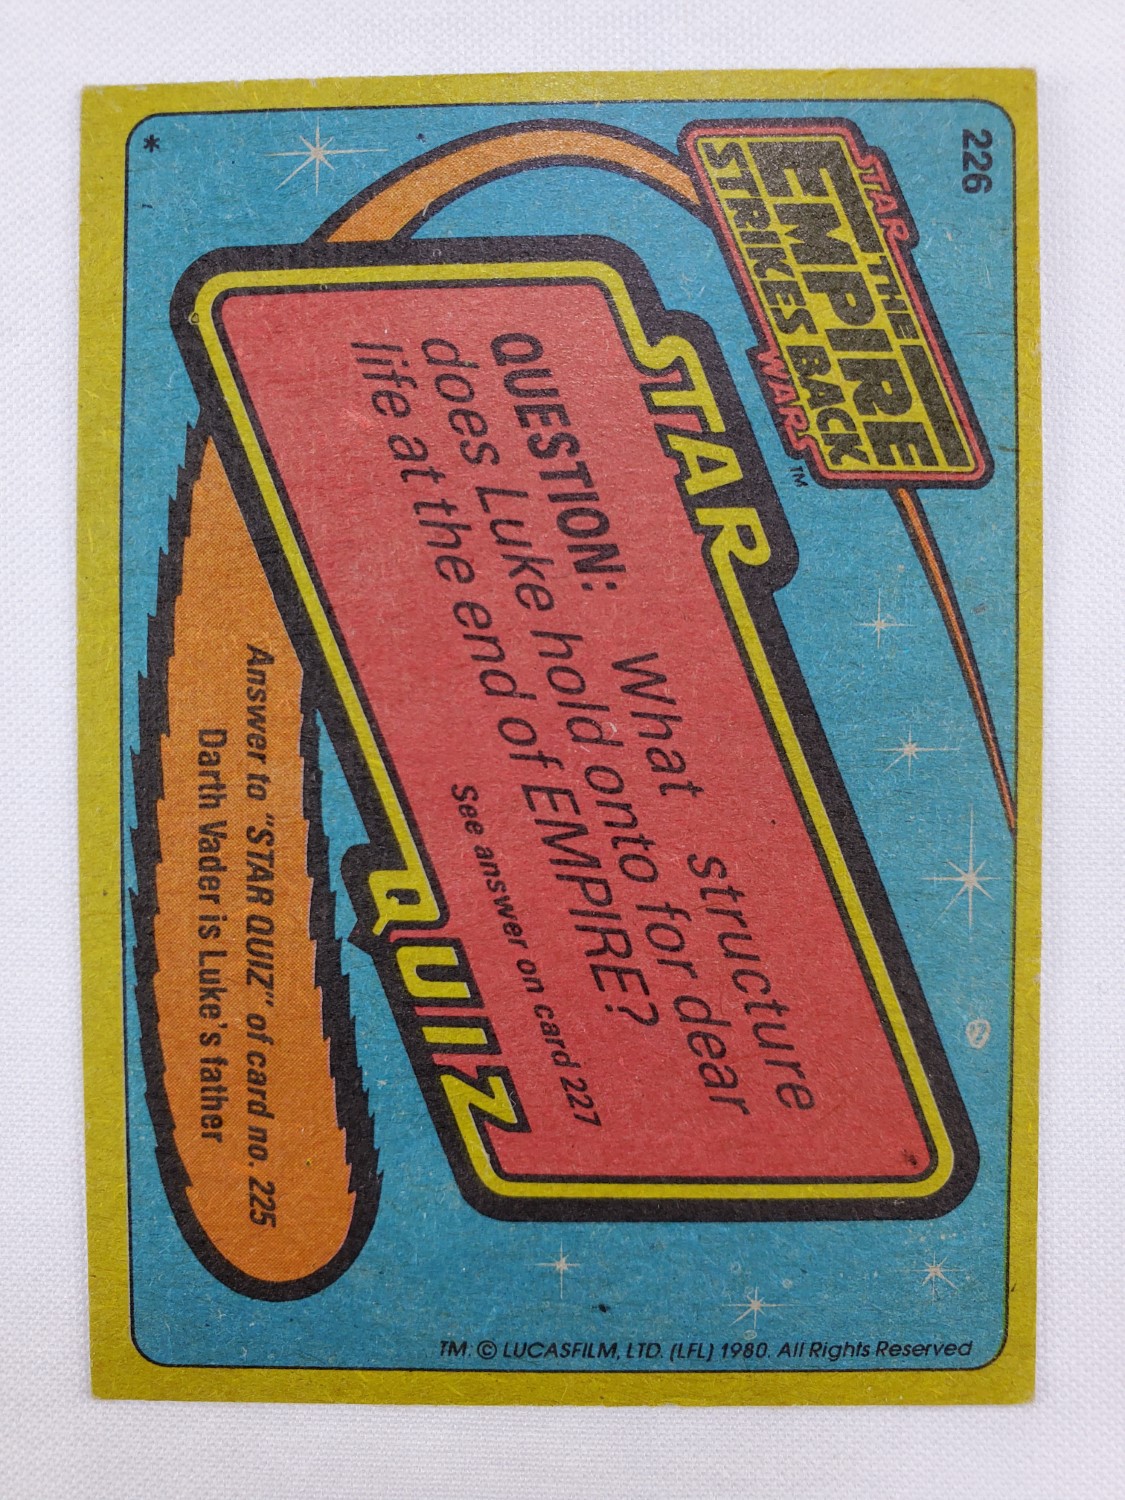 226
STAR
THE
EMPIRE
STRIKES BACK
WARS™
STAR
QUESTION: What structure
does Luke hold onto for dear
life at the end of EMPIRE?
See answer on card 227
QUIZ
Answer to "STAR QUIZ" of card no. 225
Darth Vader is Luke's father
*
TM: © LUCASFILM, LTD. (LFL) 1980. All Rights Reserved